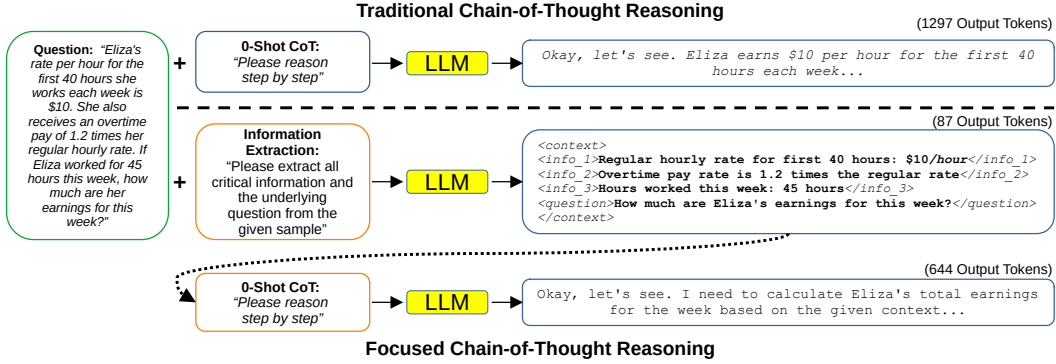 Traditional Chain-of-Thought Reasoning
(1297 Output Tokens)
Question: “Eliza's
rate per hour for the
first 40 hours she
works each week is
$10. She also
receives an overtime
pay of 1.2 times her
regular hourly rate. If
Eliza worked for 45
hours this week, how
much are her
earnings for this
week?”
+
0-Shot CoT:
“Please reason
step by step”
LLM
Okay, let's see. Eliza earns $10 per hour for the first 40
hours each week...
(87 Output Tokens)
+
Information
Extraction:
“Please extract all
critical information and
the underlying
question from the
given sample”
LLM
<context>
<info_1>Regular hourly rate for first 40 hours: $10/hour</info_1>
<info_2>Overtime pay rate is 1.2 times the regular rate</info_2>
<info_3>Hours worked this week: 45 hours</info_3>
<question>How much are Eliza's earnings for this week?</question>
</context>
(644 Output Tokens)
0-Shot CoT:
“Please reason
step by step”
LLM
Okay, let's see. I need to calculate Eliza's total earnings
for the week based on the given context...
Focused Chain-of-Thought Reasoning